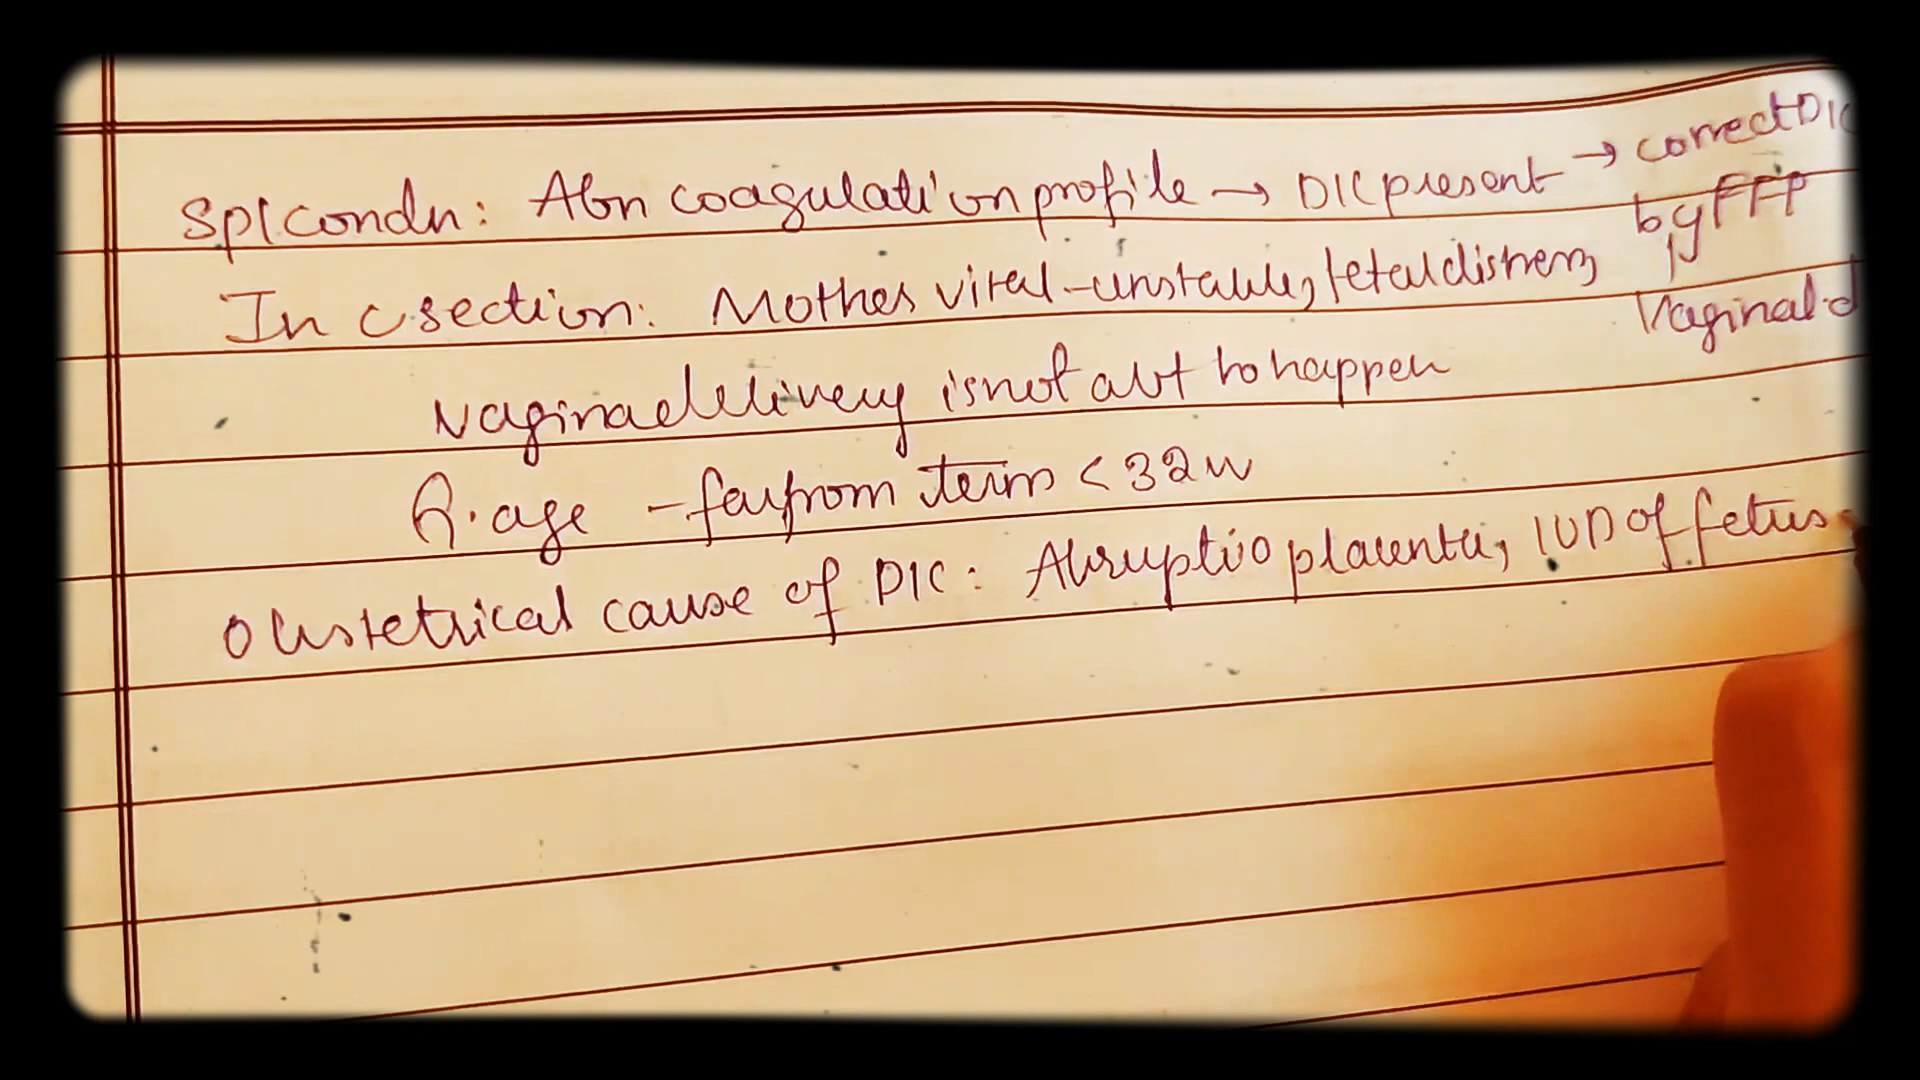 Splcondn: Abn coagulation profile → DIC present → correct DIC
by FFP
In c section: Mothes vital - unstable, fetal distress,
Vaginal d
Vaginal delivery is not abt to happen
G. age - far from term < 32 w
Obstetrical cause of DIC: Abruptio placenta, IUD of fetus